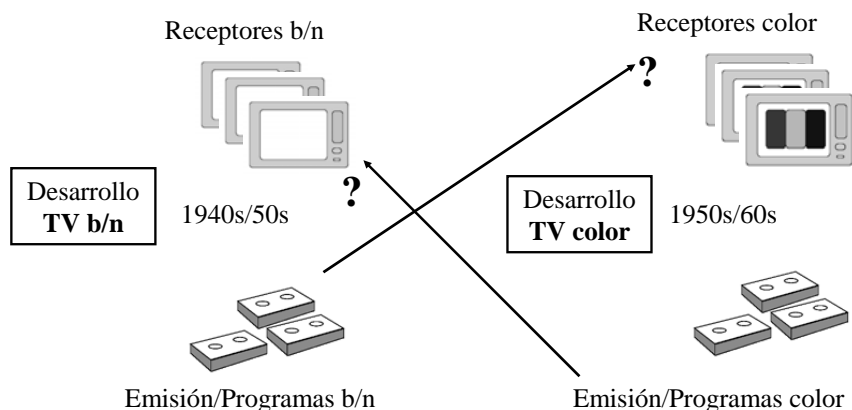 Receptores b/n
Receptores color
?
?
Desarrollo
TV b/n
1940s/50s
Desarrollo
TV color
1950s/60s
Emisión/Programas b/n
Emisión/Programas color